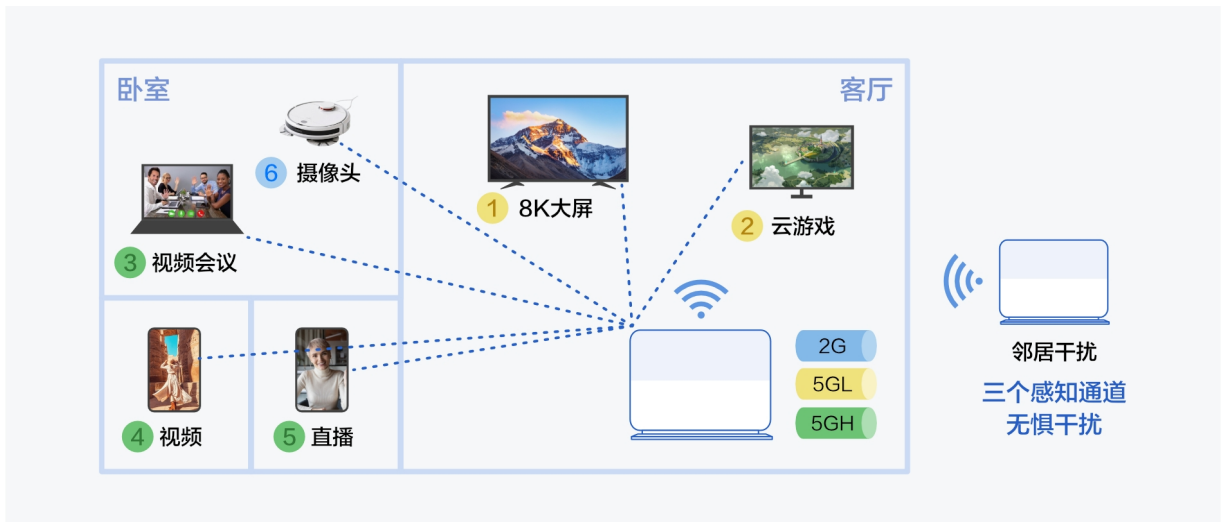 卧室
客厅
6 摄像头
1 8K大屏
2 云游戏
3 视频会议
4 视频
5 直播
2G
5GL
5GH
邻居干扰
三个感知通道
无惧干扰